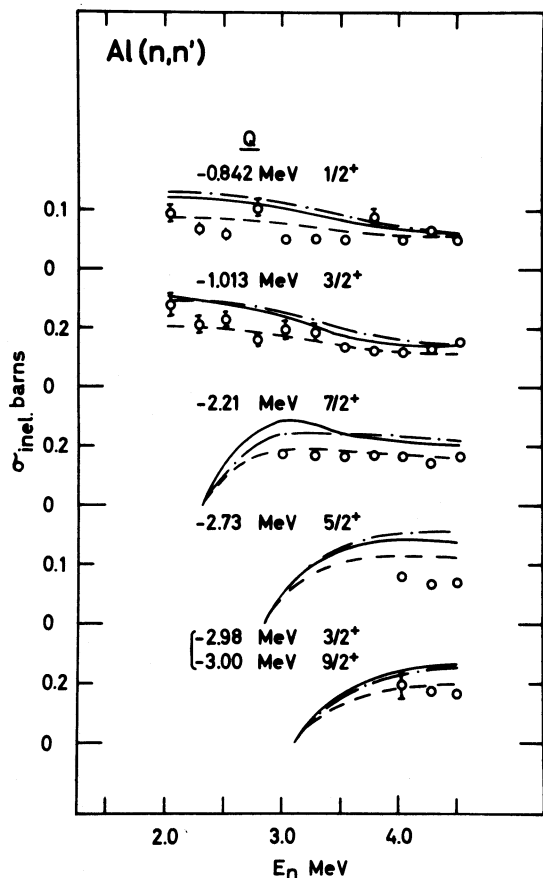 Al(n,n')
Q
-0.842 MeV 1/2+
0.1
0
-1.013 MeV 3/2+
0.2
0
-2.21 MeV 7/2+
0.2
0
-2.73 MeV 5/2+
0.1
0
-2.98 MeV 3/2+
-3.00 MeV 9/2+
0.2
0
σinel. barns
2.0 3.0 4.0
En MeV
0.1